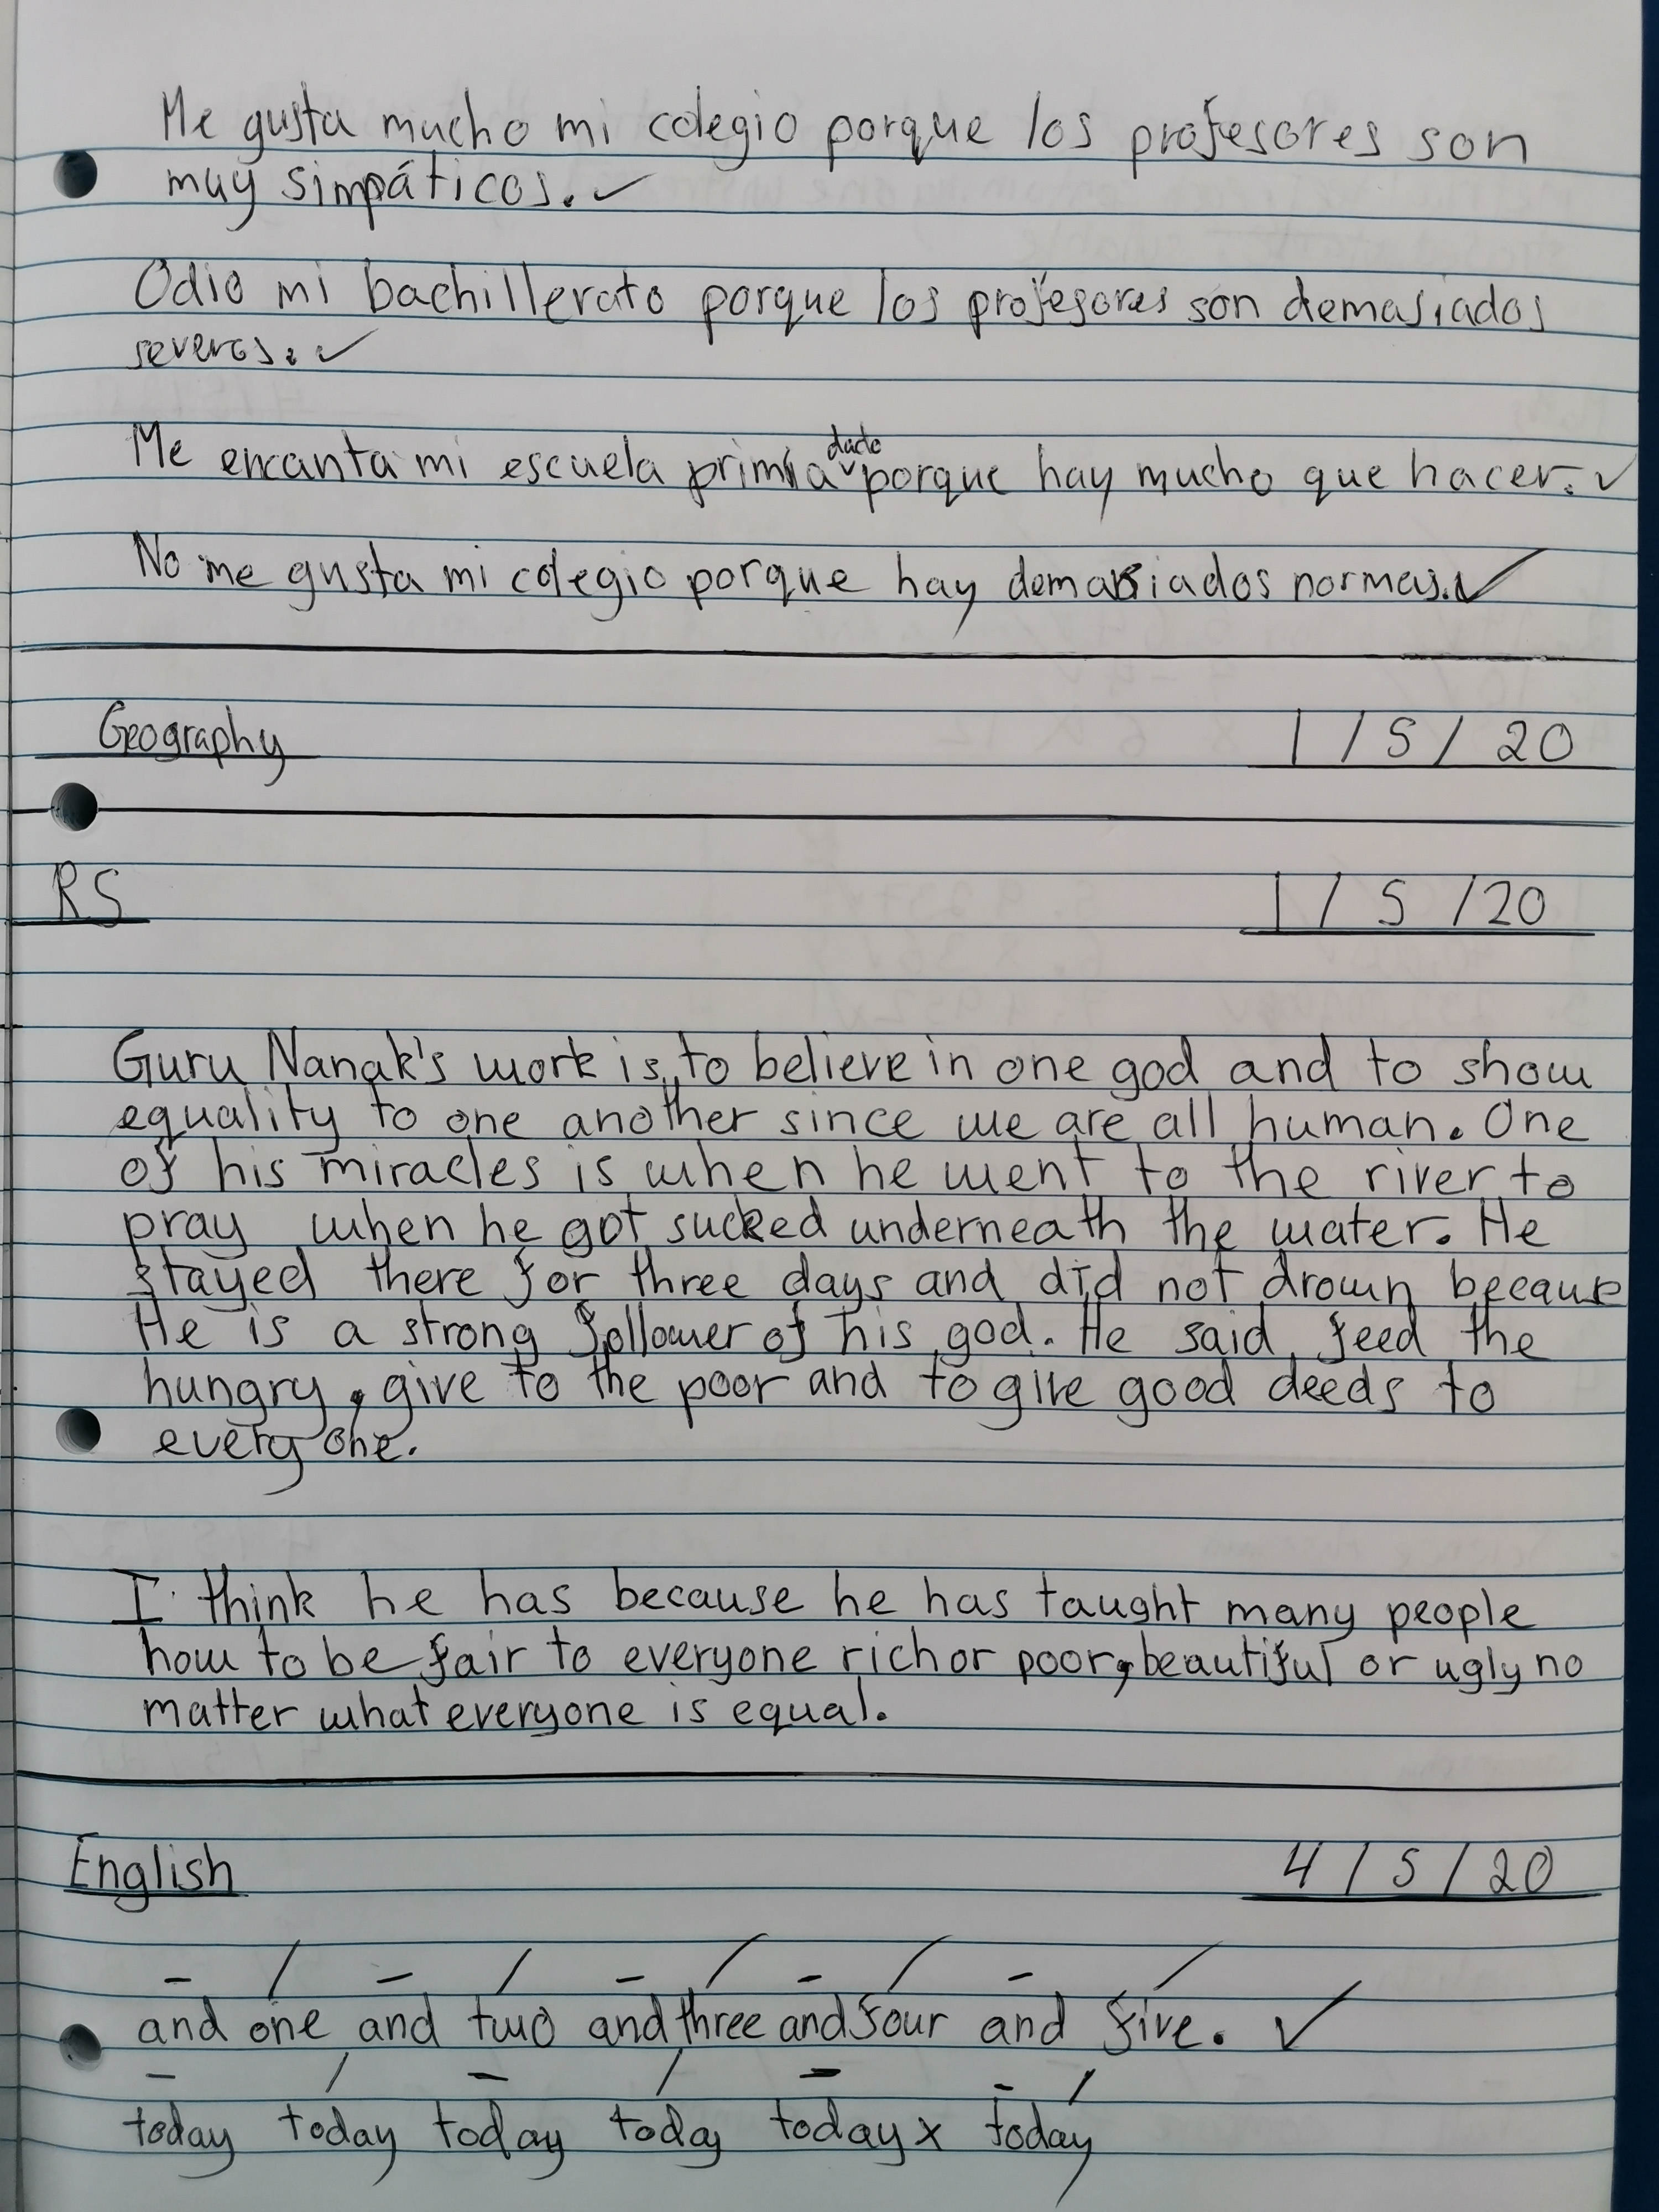 Me gusta mucho mi colegio porque los profesores son
muy simpáticos. ✓
Odio mi bachillerato porque los profesores son demasiados
severos. ✓
Me encanta mi escuela porque hay mucho que hacer. ✓
No me gusta mi colegio porque hay demasiados normas. ✓
Geography 1/5/20
RS 1/5/20
Guru Nanak's work is to believe in one god and to show
equality to one another since we are all human. One
of his miracles is when he went to the river to
pray when he got sucked underneath the water. He
stayed there for three days and did not drown because
He is a strong follower of his god. He said feed the
hungry, give to the poor and to give good deeds to
everyone.
I think he has because he has taught many people
how to be fair to everyone rich or poor, beautiful or ugly no
matter what everyone is equal.
English 4/5/20
– / – / – / – / – /
and one and two and three and four and five. ✓
– / – / – – /
today today today today today x today